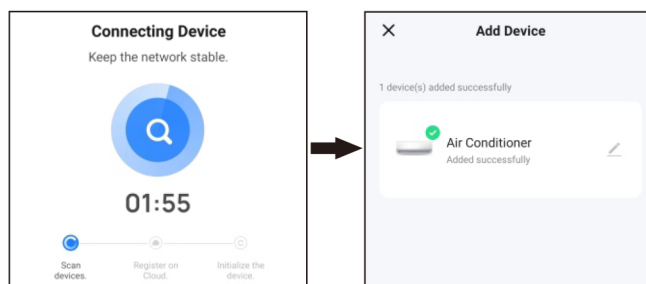 Connecting Device
Keep the network stable.
01:55
Scan
devices.
Register on
Cloud.
Initialize the
device.
Add Device
1 device(s) added successfully
Air Conditioner
Added successfully